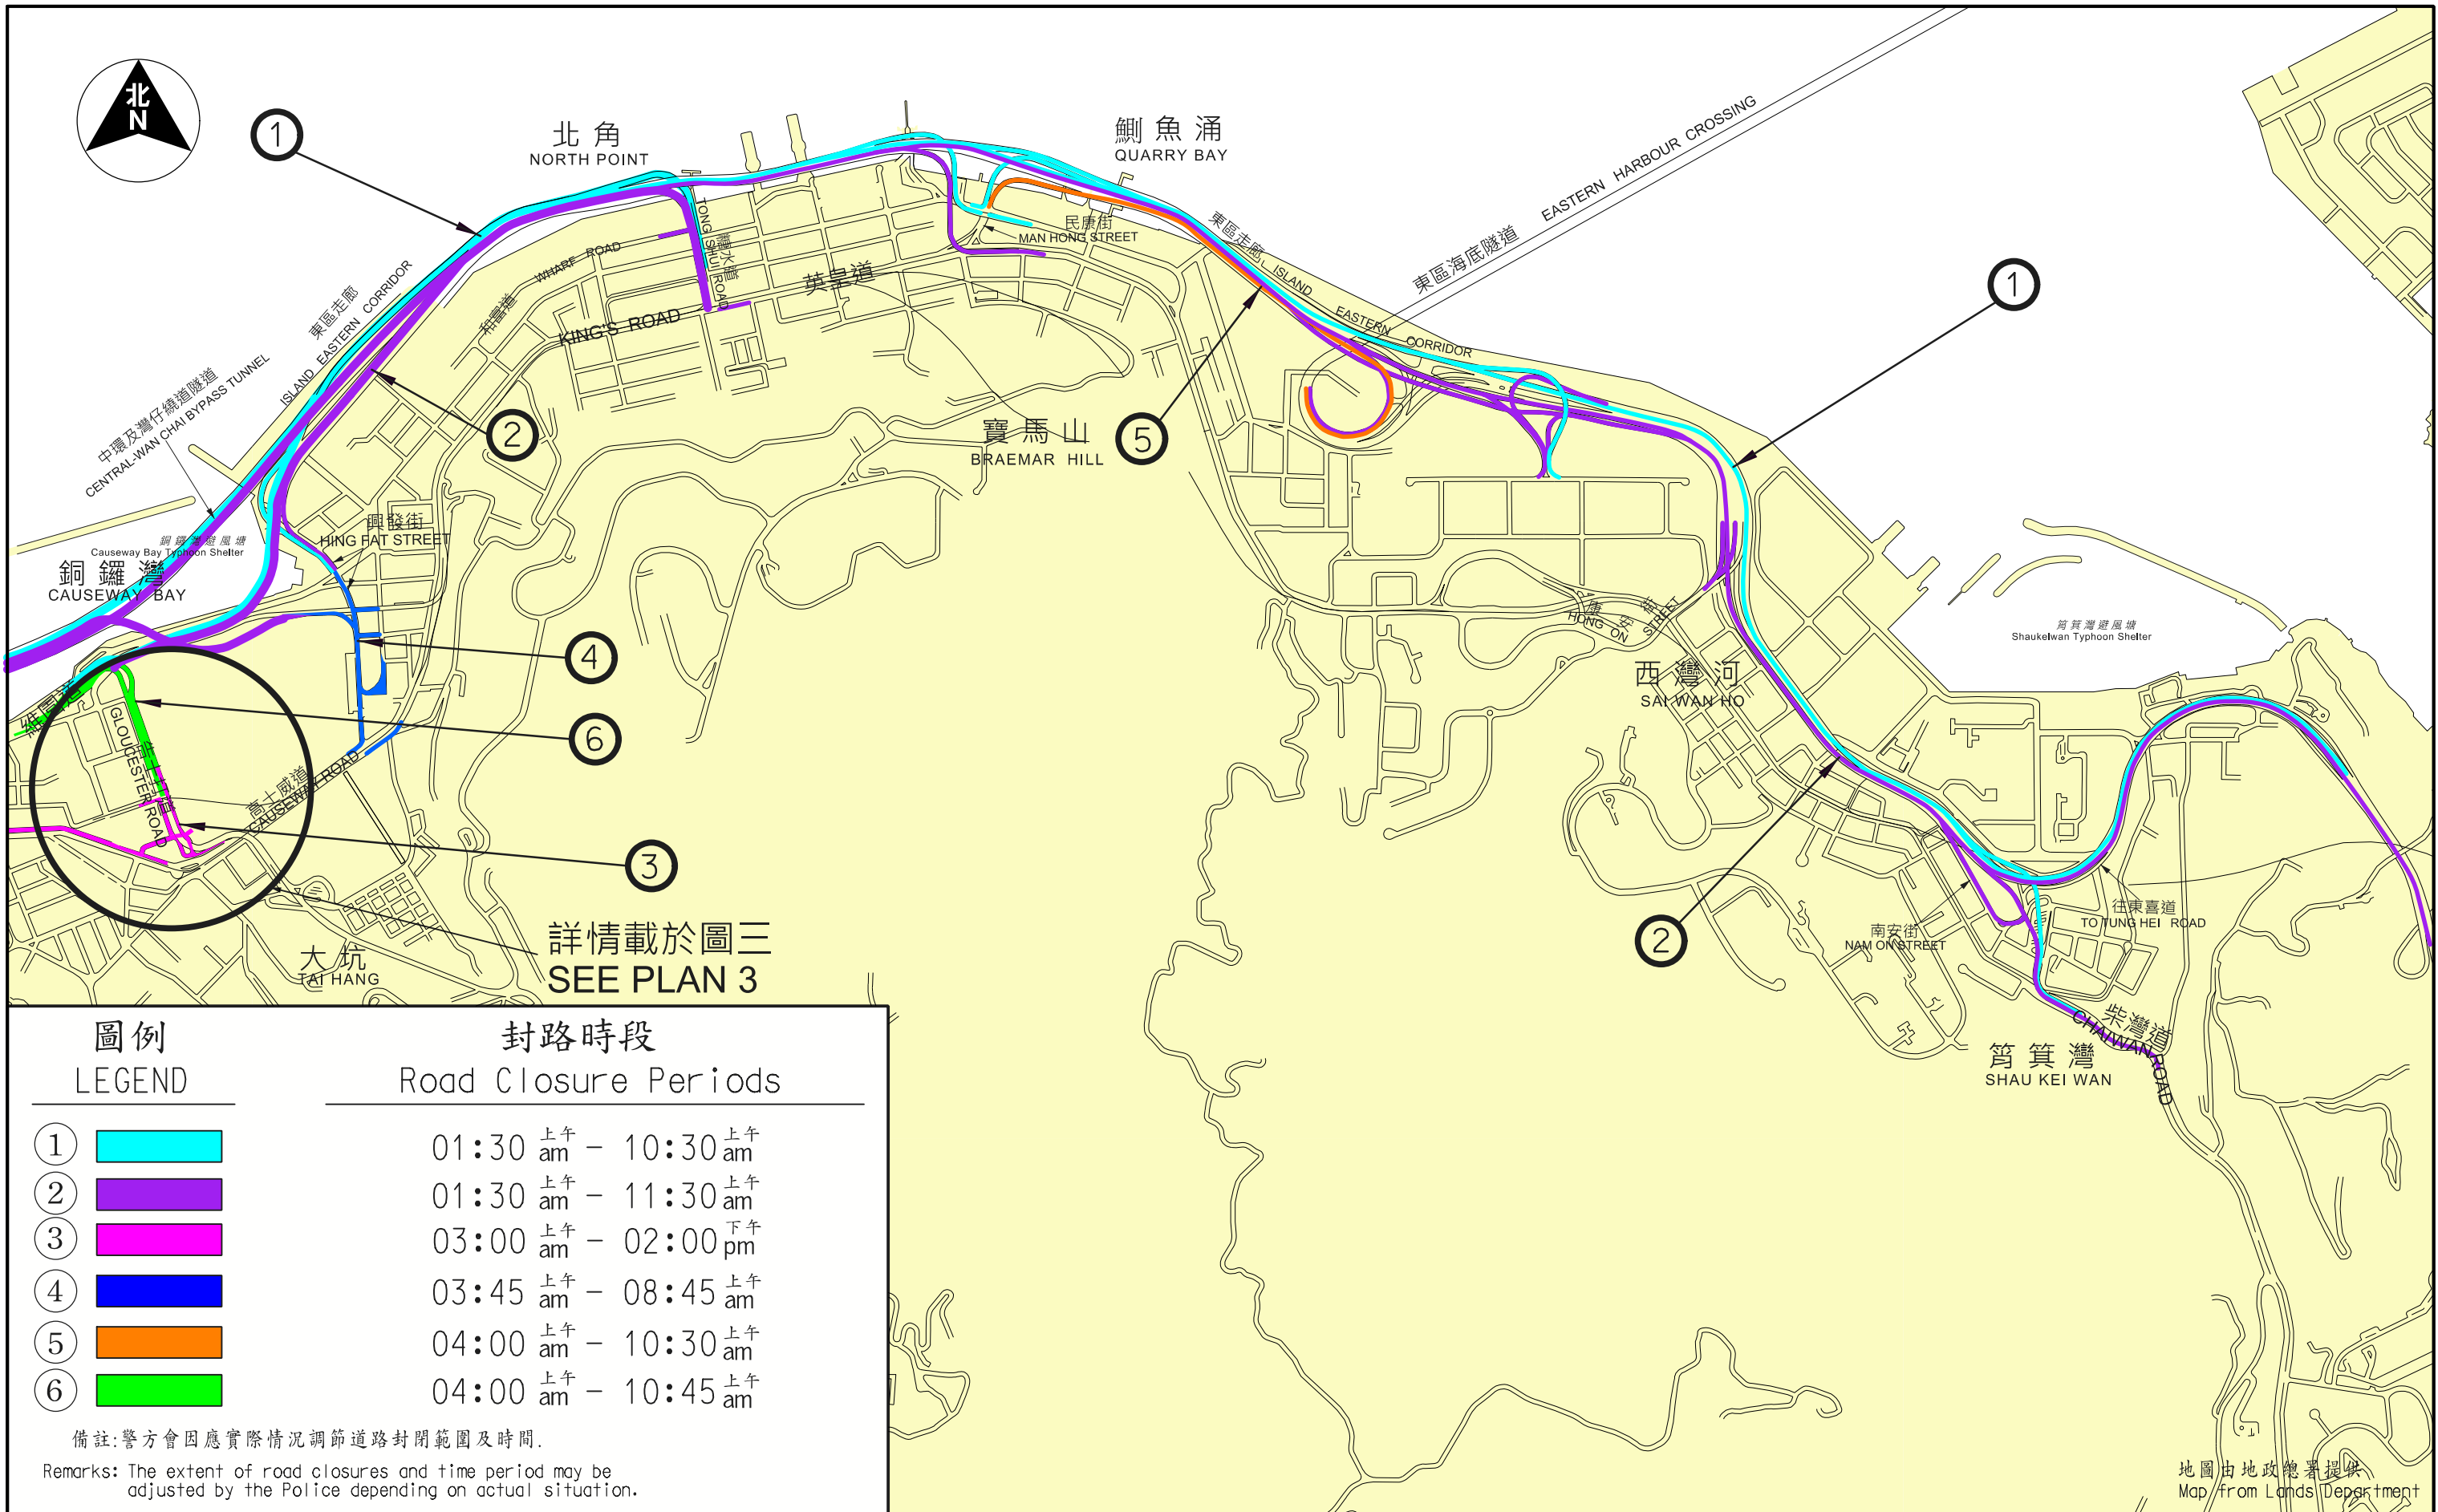 北
N
1
北角
NORTH POINT
鰂魚涌
QUARRY BAY
東區海底隧道 EASTERN HARBOUR CROSSING
1
TONG SHUI ROAD
糖水道
民康街
MAN HONG STREET
WHARF ROAD
和富道
英皇道
KING'S ROAD
東區走廊
ISLAND EASTERN CORRIDOR
東區走廊
ISLAND EASTERN CORRIDOR
中環及灣仔繞道隧道
CENTRAL-WAN CHAI BYPASS TUNNEL
2
寶馬山
BRAEMAR HILL
5
興發街
HING FAT STREET
銅鑼灣避風塘
Causeway Bay Typhoon Shelter
銅鑼灣
CAUSEWAY BAY
康安街
HONG ON STREET
筲箕灣避風塘
Shaukeiwan Typhoon Shelter
4
西灣河
SAI WAN HO
維園道
GLOUCESTER ROAD
告士打道
6
高士威道
CAUSEWAY ROAD
3
詳情載於圖三
SEE PLAN 3
大坑
TAI HANG
2
南安街
NAM ON STREET
往東喜道
TO TUNG HEI ROAD
柴灣道
CHAI WAN ROAD
筲箕灣
SHAU KEI WAN
圖例
LEGEND
封路時段
Road Closure Periods
1 01:30 上午 am - 10:30 上午 am
2 01:30 上午 am - 11:30 上午 am
3 03:00 上午 am - 02:00 下午 pm
4 03:45 上午 am - 08:45 上午 am
5 04:00 上午 am - 10:30 上午 am
6 04:00 上午 am - 10:45 上午 am
備註:警方會因應實際情況調節道路封閉範圍及時間.
Remarks: The extent of road closures and time period may be
adjusted by the Police depending on actual situation.
地圖由地政總署提供
Map from Lands Department